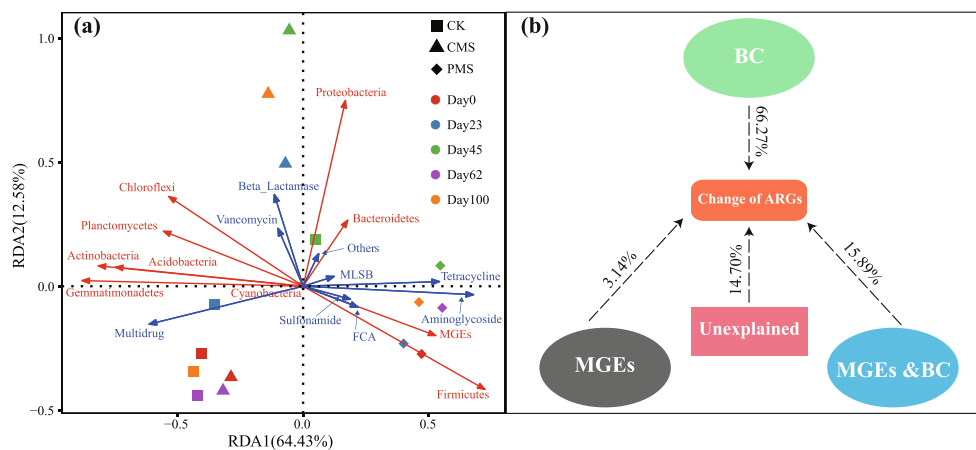 (a)
CK
CMS
PMS
Day0
Day23
Day45
Day62
Day100
1.0
0.5
0.0
−0.5
RDA2(12.58%)
Proteobacteria
Chloroflexi
Beta_Lactamase
Planctomycetes
Vancomycin
Bacteroidetes
Others
Actinobacteria
Acidobacteria
MLSB
Tetracycline
Gemmatimonadetes
Cyanobacteria
Multidrug
Sulfonamide
Aminoglycoside
FCA
MGEs
Firmicutes
−0.5
0.0
0.5
RDA1(64.43%)
(b)
BC
66.27%
Change of ARGs
3.14%
14.70%
15.89%
Unexplained
MGEs
MGEs &BC